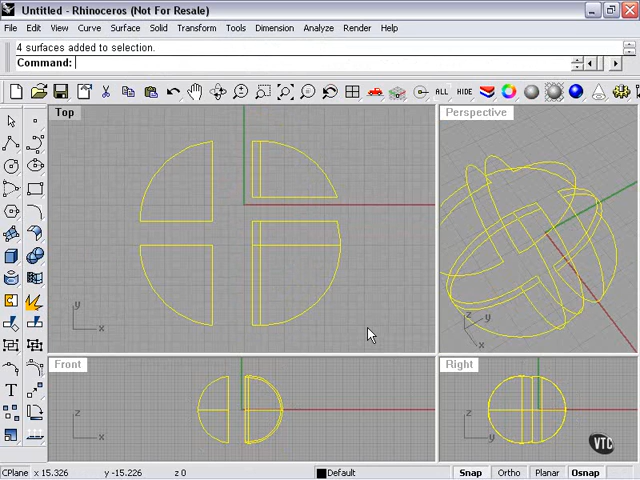 Untitled - Rhinoceros (Not For Resale)
File Edit View Curve Surface Solid Transform Tools Dimension Analyze Render Help
4 surfaces added to selection.
Command:
ALL HIDE
Top
Perspective
y
x
z
y
x
Front
Right
z
x
z
y
T
VTC
CPlane x 15.326 y -15.226 z 0 Default Snap Ortho Planar Osnap